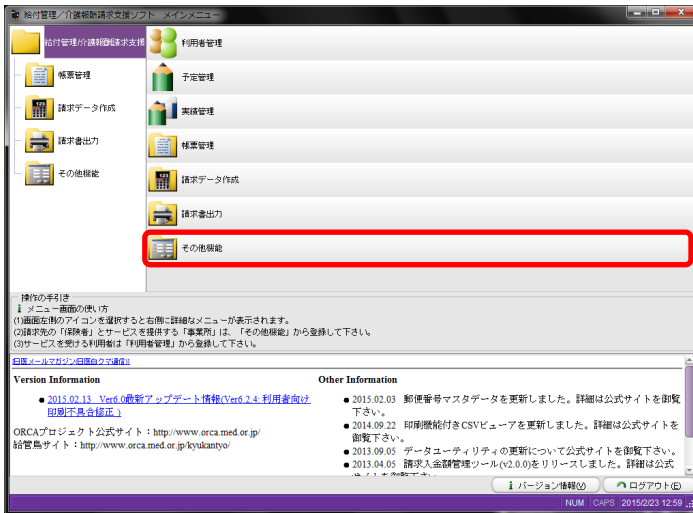 給付管理/介護報酬請求支援ソフト メインメニュー
給付管理/介護報酬請求支援
帳票管理
請求データ作成
請求書出力
その他機能
利用者管理
予定管理
実績管理
帳票管理
請求データ作成
請求書出力
その他機能
操作の手引き
メニュー画面の使い方
(1)画面左側のアイコンを選択すると右側に詳細なメニューが表示されます。
(2)請求先の「保険者」とサービスを提供する「事業所」は、「その他機能」から登録して下さい。
(3)サービスを受ける利用者は「利用者管理」から登録して下さい。
日医メールマガジン(日医白クマ通信)
Version Information
2015.02.13 Ver6.0最新アップデート情報(Ver6.2.4: 利用者向け
印刷不具合修正 )
ORCAプロジェクト公式サイト：http://www.orca.med.or.jp/
給管鳥サイト：http://www.orca.med.or.jp/kyukantyo/
Other Information
2015.02.03 郵便番号マスタデータを更新しました。詳細は公式サイトを御覧
下さい。
2014.09.22 印刷機能付きCSVビューアを更新しました。詳細は公式サイトを
御覧下さい。
2013.09.05 データユーティリティの更新について公式サイトを御覧下さい。
2013.04.05 請求入金額管理ツール(v2.0.0)をリリースしました。詳細は公式
バージョン情報(V)
ログアウト(E)
NUM CAPS 2015/2/23 12:59